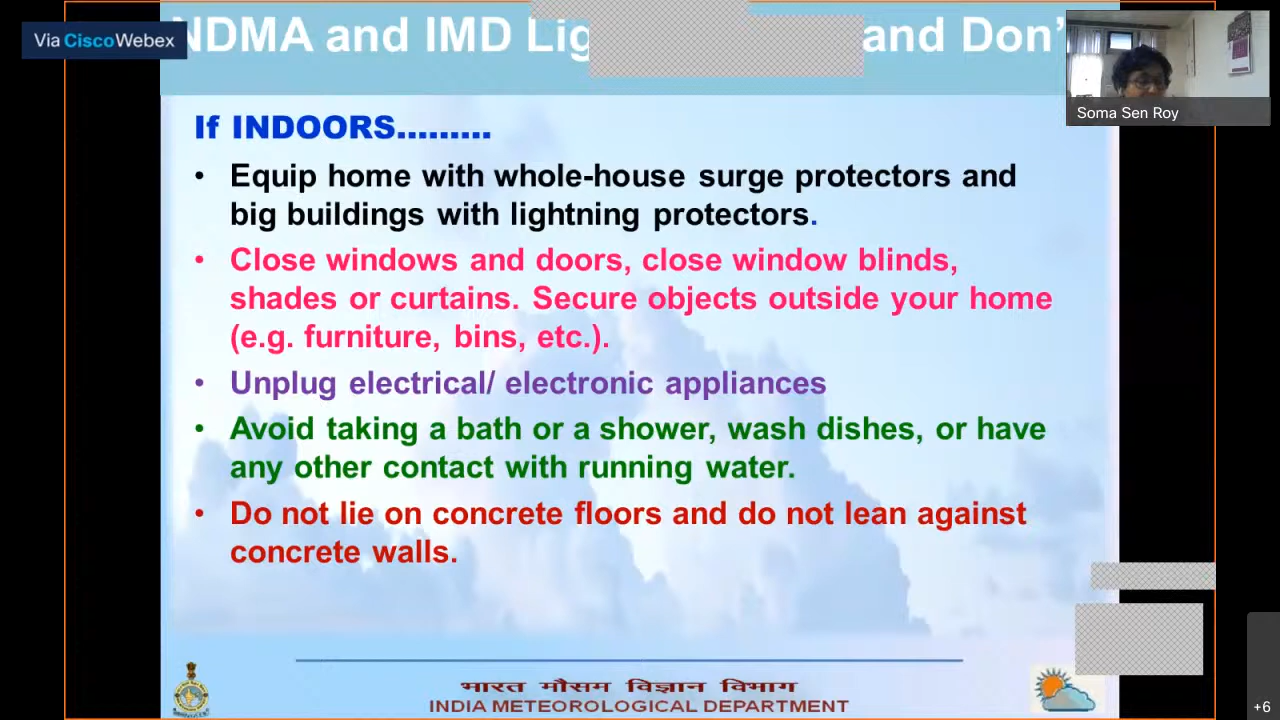 Via Cisco Webex
NDMA and IMD Lig and Don'
Soma Sen Roy
If INDOORS.........
• Equip home with whole-house surge protectors and
big buildings with lightning protectors.
• Close windows and doors, close window blinds,
shades or curtains. Secure objects outside your home
(e.g. furniture, bins, etc.).
• Unplug electrical/ electronic appliances
• Avoid taking a bath or a shower, wash dishes, or have
any other contact with running water.
• Do not lie on concrete floors and do not lean against
concrete walls.
भारत मौसम विज्ञान विभाग
INDIA METEOROLOGICAL DEPARTMENT
+6